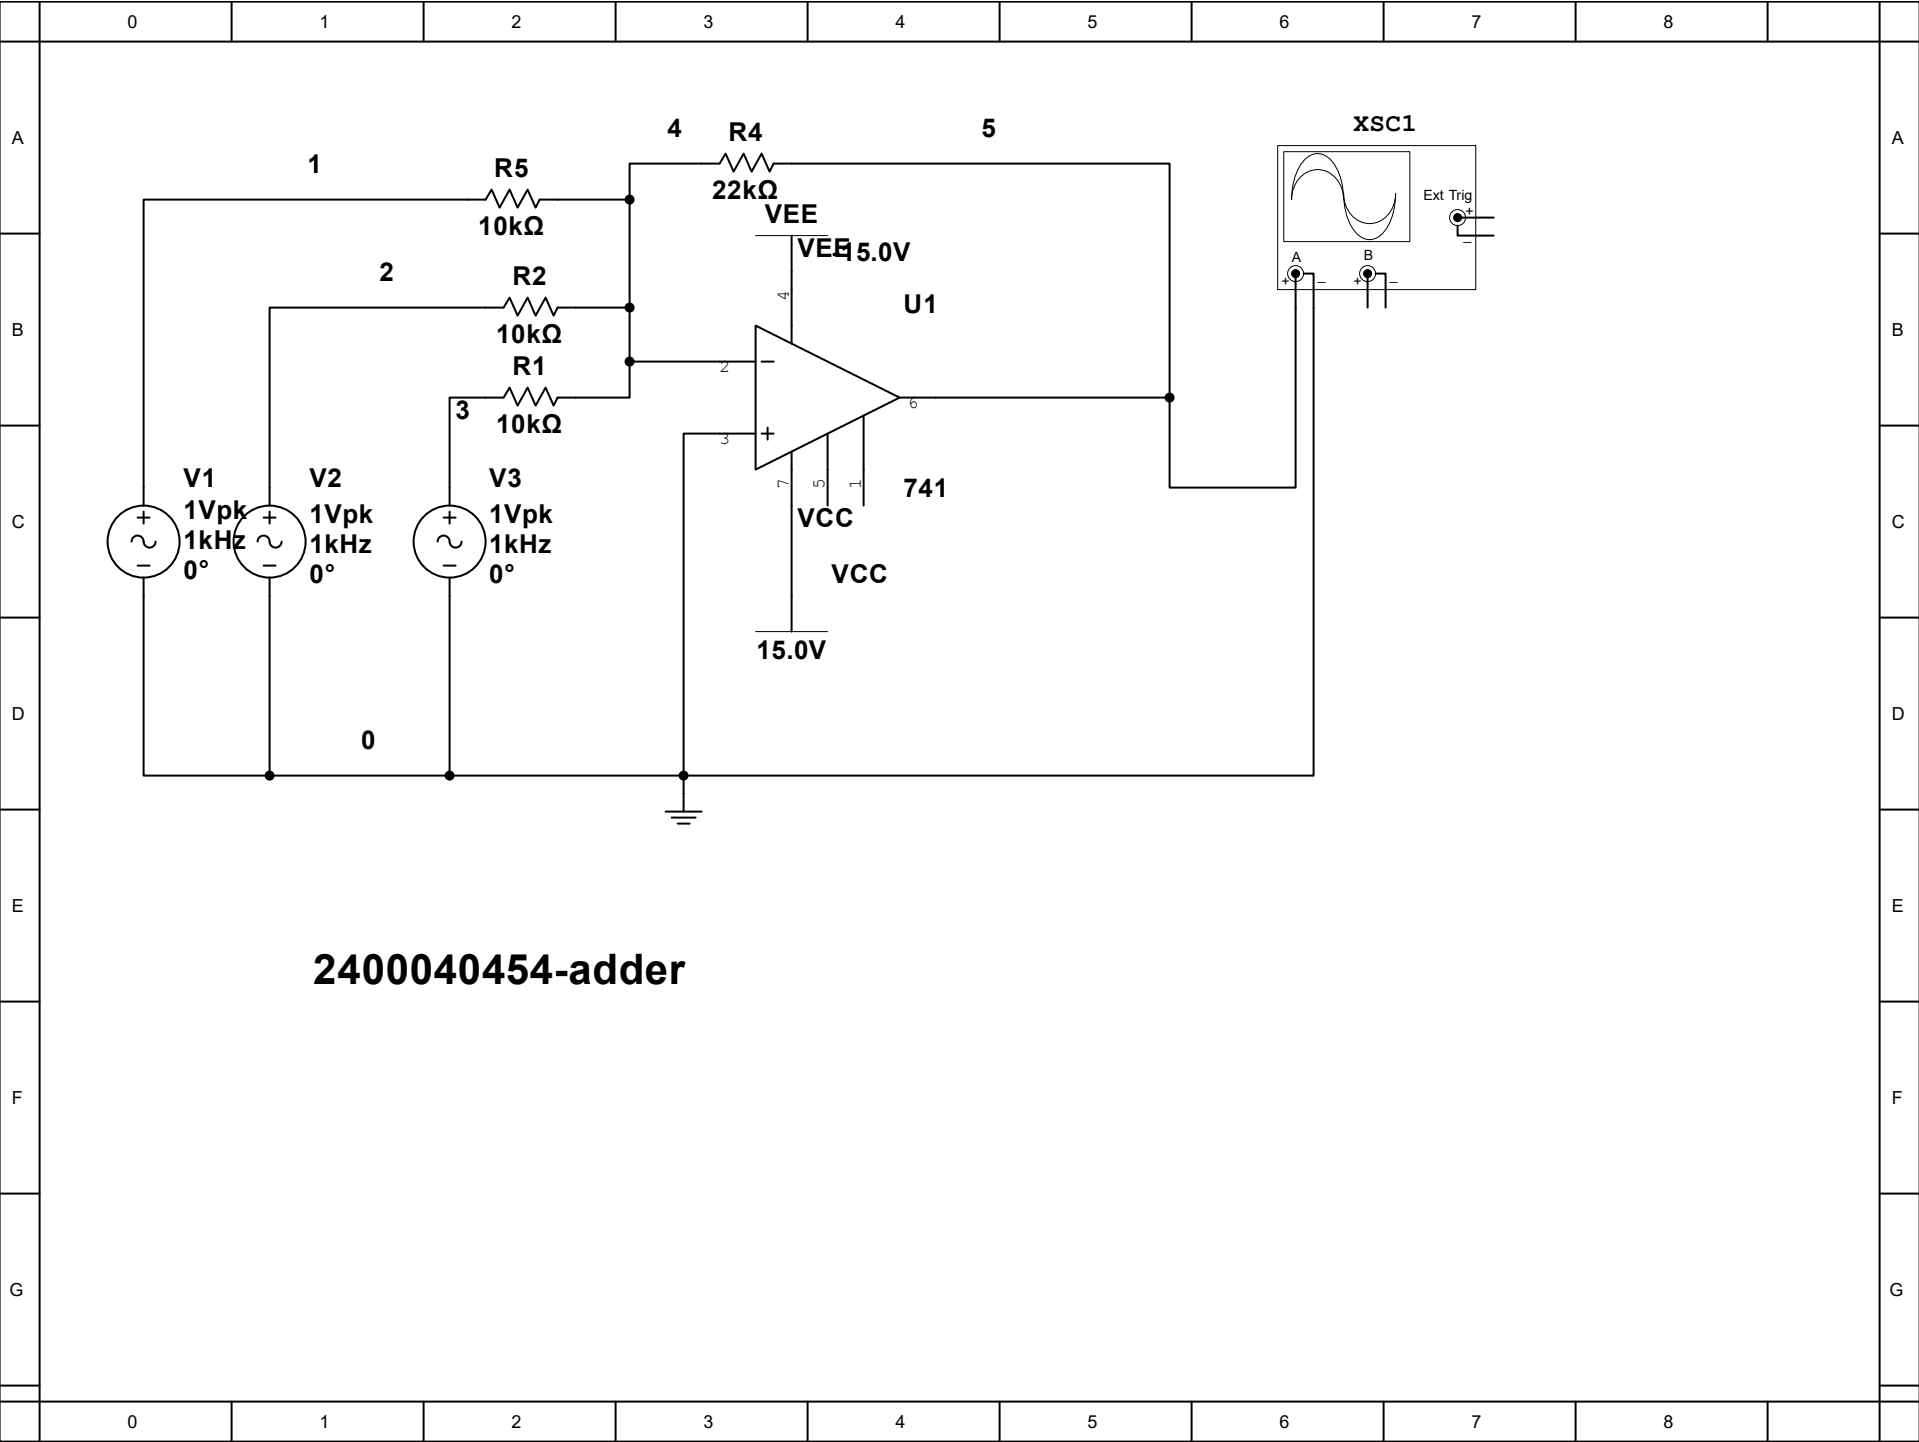 0 1 2 3 4 5 6 7 8
A A
XSC1
4 R4 5
1 R5
22kΩ
Ext Trig
+
10kΩ VEE
VEE -15.0V
–
A B
+ – + –
2 R2
4
U1
B B
10kΩ
R1
2 –
3
6
10kΩ
3 +
V1 V2 V3
7 5 1
741
1Vpk 1Vpk 1Vpk
VCC
C C
1kHz 1kHz 1kHz
0° 0° 0°
VCC
15.0V
D D
0
E E
2400040454-adder
F F
G G
0 1 2 3 4 5 6 7 8